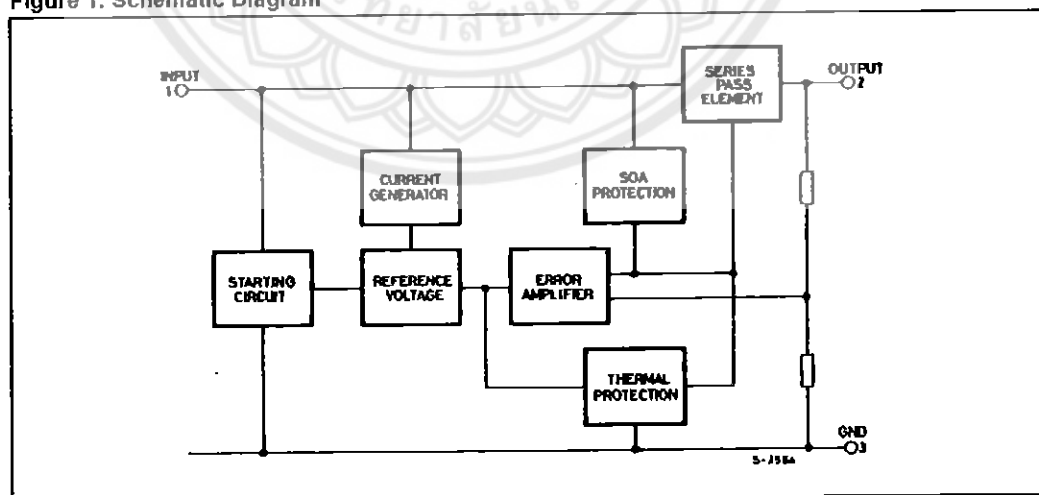 Figure 1. Schematic Diagram
INPUT
1
SERIES
PASS
ELEMENT
OUTPUT
2
CURRENT
GENERATOR
SOA
PROTECTION
STARTING
CIRCUIT
REFERENCE
VOLTAGE
ERROR
AMPLIFIER
THERMAL
PROTECTION
GND
3